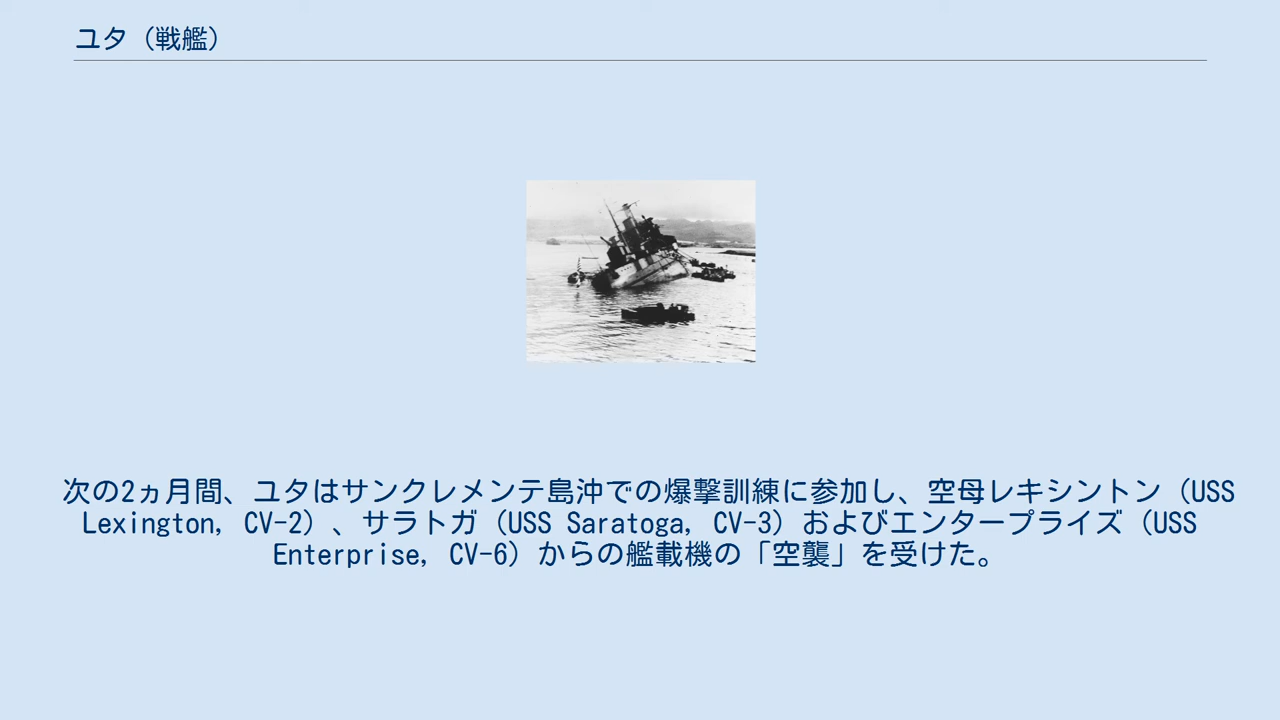 ユタ（戦艦）
次の2ヵ月間、ユタはサンクレメンテ島沖での爆撃訓練に参加し、空母レキシントン（USS
Lexington, CV-2）、サラトガ（USS Saratoga, CV-3）およびエンタープライズ（USS
Enterprise, CV-6）からの艦載機の「空襲」を受けた。